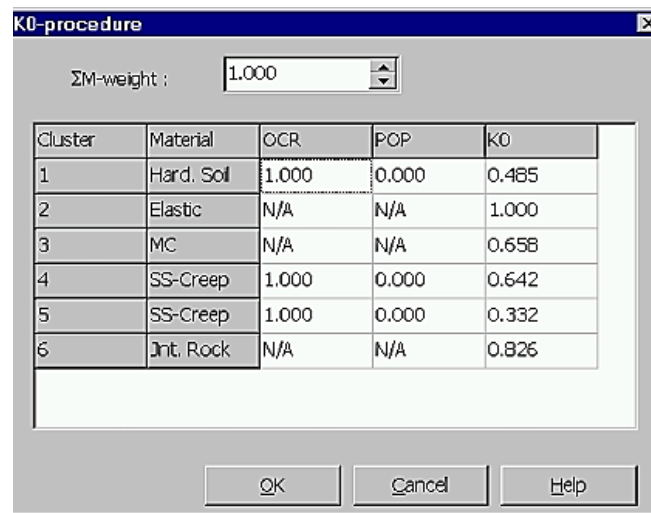 K0-procedure
ΣM-weight : 1.000
Cluster Material OCR POP K0
1 Hard. Soil 1.000 0.000 0.485
2 Elastic N/A N/A 1.000
3 MC N/A N/A 0.658
4 SS-Creep 1.000 0.000 0.642
5 SS-Creep 1.000 0.000 0.332
6 Jnt. Rock N/A N/A 0.826
OK Cancel Help